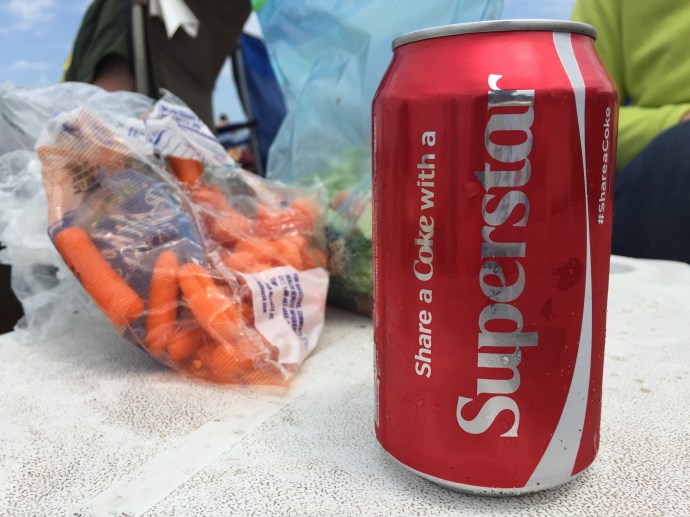 Share a Coke with a
Superstar
#ShareaCoke